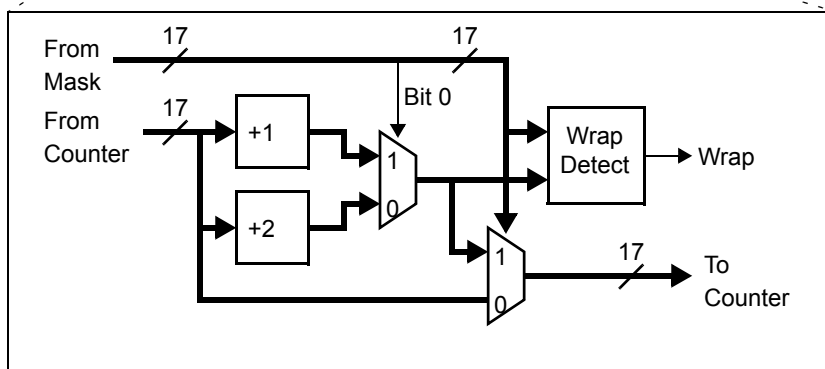 17
17
From
Mask
Bit 0
17
From
Counter
+1
1
0
Wrap
Detect
Wrap
+2
1
0
17
To
Counter